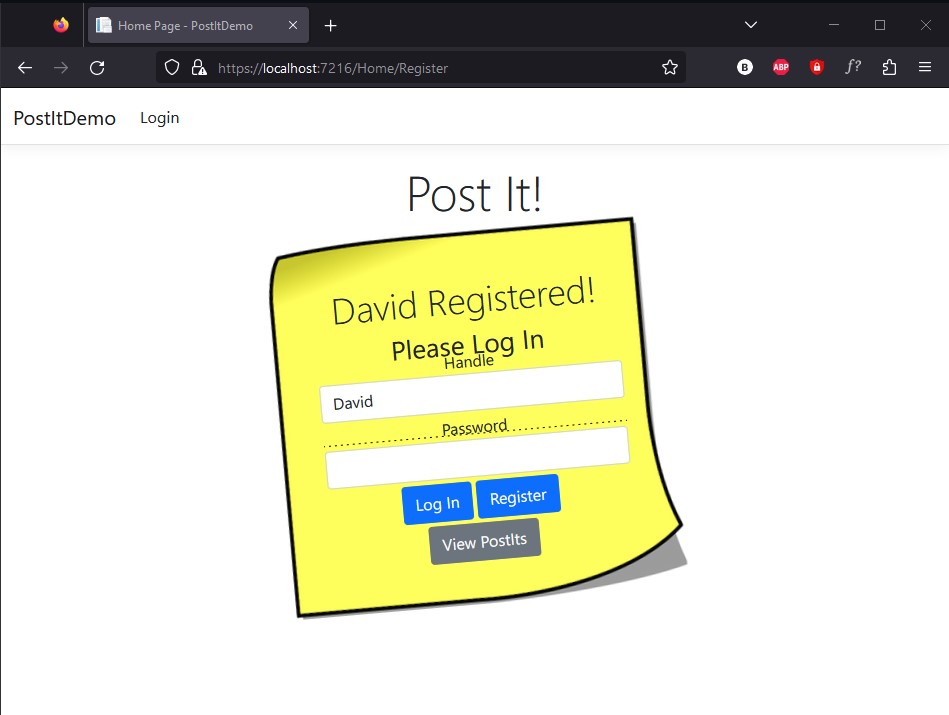 Home Page - PostItDemo
https://localhost:7216/Home/Register
B
ABP
f?
PostItDemo
Login
Post It!
David Registered!
Please Log In
Handle
David
Password
Log In
Register
View PostIts